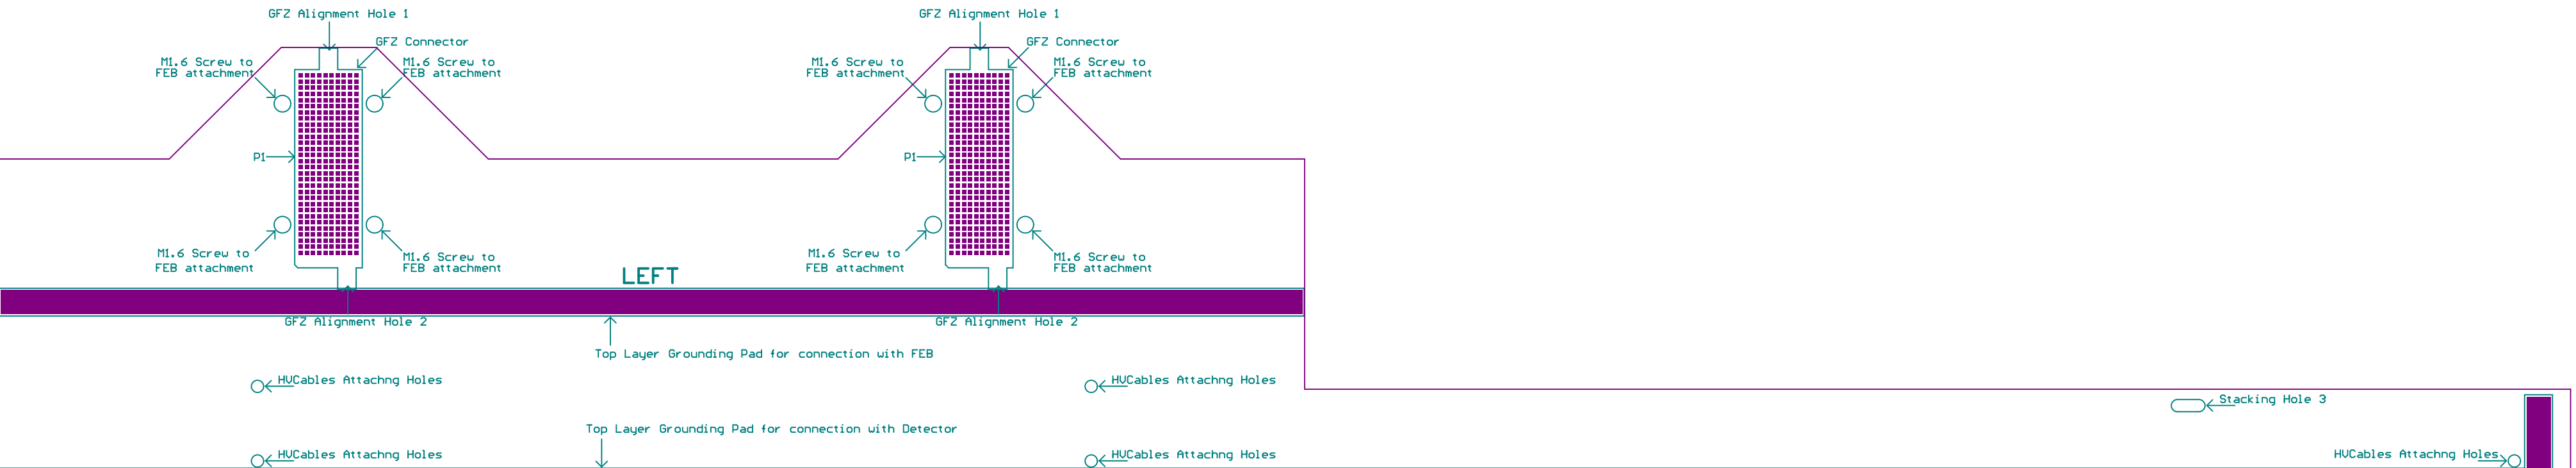 GFZ Alignment Hole 1
GFZ Alignment Hole 1
GFZ Connector
GFZ Connector
M1.6 Screw to
FEB attachment
M1.6 Screw to
FEB attachment
M1.6 Screw to
FEB attachment
M1.6 Screw to
FEB attachment
P1
P1
M1.6 Screw to
FEB attachment
M1.6 Screw to
FEB attachment
M1.6 Screw to
FEB attachment
M1.6 Screw to
FEB attachment
LEFT
GFZ Alignment Hole 2
GFZ Alignment Hole 2
Top Layer Grounding Pad for connection with FEB
HVCables Attachng Holes
HVCables Attachng Holes
Stacking Hole 3
Top Layer Grounding Pad for connection with Detector
HVCables Attachng Holes
HVCables Attachng Holes
HVCables Attachng Holes